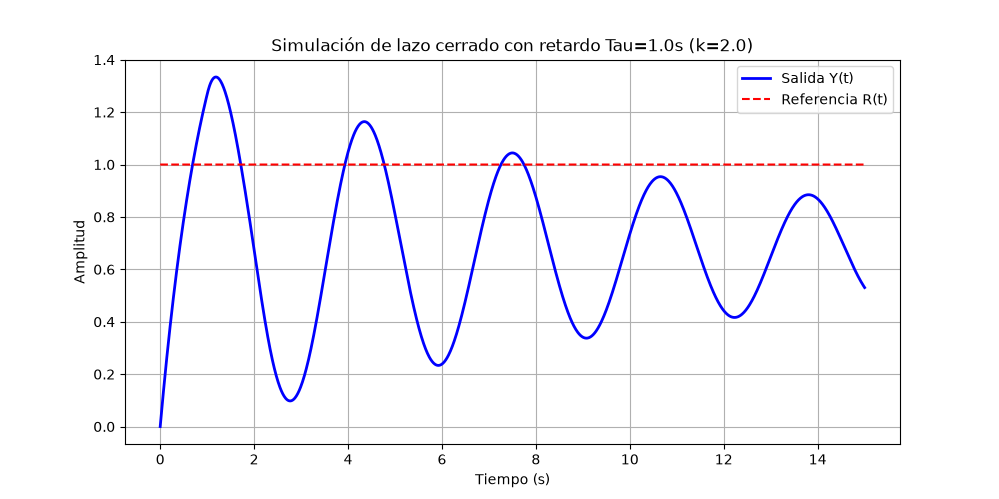 Simulación de lazo cerrado con retardo Tau=1.0s (k=2.0)
Salida Y(t)
Referencia R(t)
Amplitud
1.4
1.2
1.0
0.8
0.6
0.4
0.2
0.0
0 2 4 6 8 10 12 14
Tiempo (s)